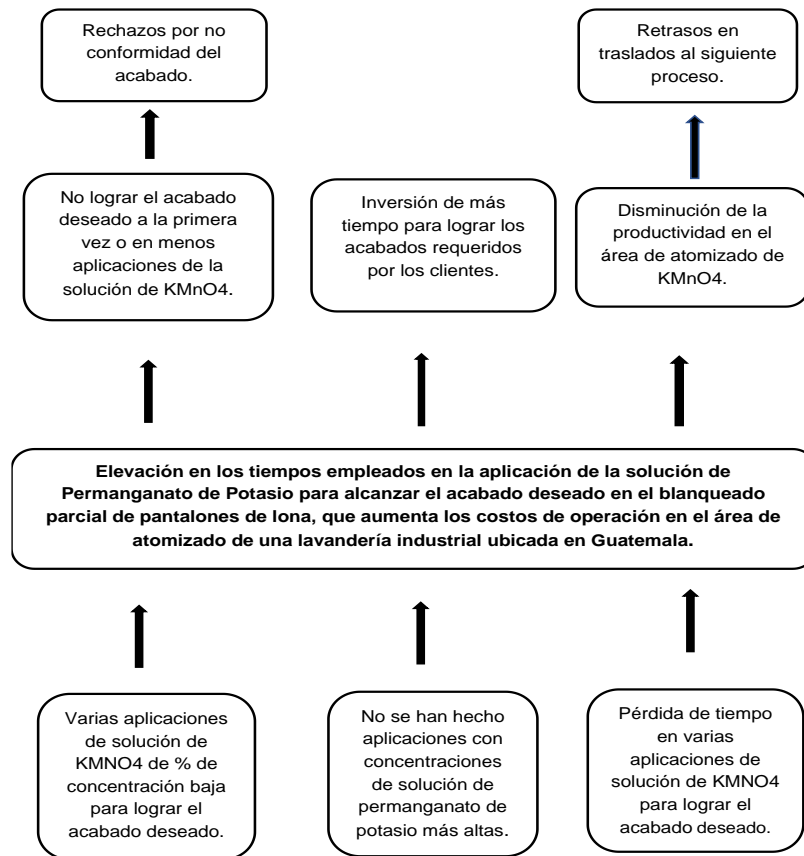 Rechazos por no
conformidad del
acabado.
Retrasos en
traslados al siguiente
proceso.
No lograr el acabado
deseado a la primera
vez o en menos
aplicaciones de la
solución de KMnO4.
Inversión de más
tiempo para lograr los
acabados requeridos
por los clientes.
Disminución de la
productividad en el
área de atomizado de
KMnO4.
Elevación en los tiempos empleados en la aplicación de la solución de
Permanganato de Potasio para alcanzar el acabado deseado en el blanqueado
parcial de pantalones de lona, que aumenta los costos de operación en el área de
atomizado de una lavandería industrial ubicada en Guatemala.
Varias aplicaciones
de solución de
KMNO4 de % de
concentración baja
para lograr el
acabado deseado.
No se han hecho
aplicaciones con
concentraciones
de solución de
permanganato de
potasio más altas.
Pérdida de tiempo
en varias
aplicaciones de
solución de KMNO4
para lograr el
acabado deseado.